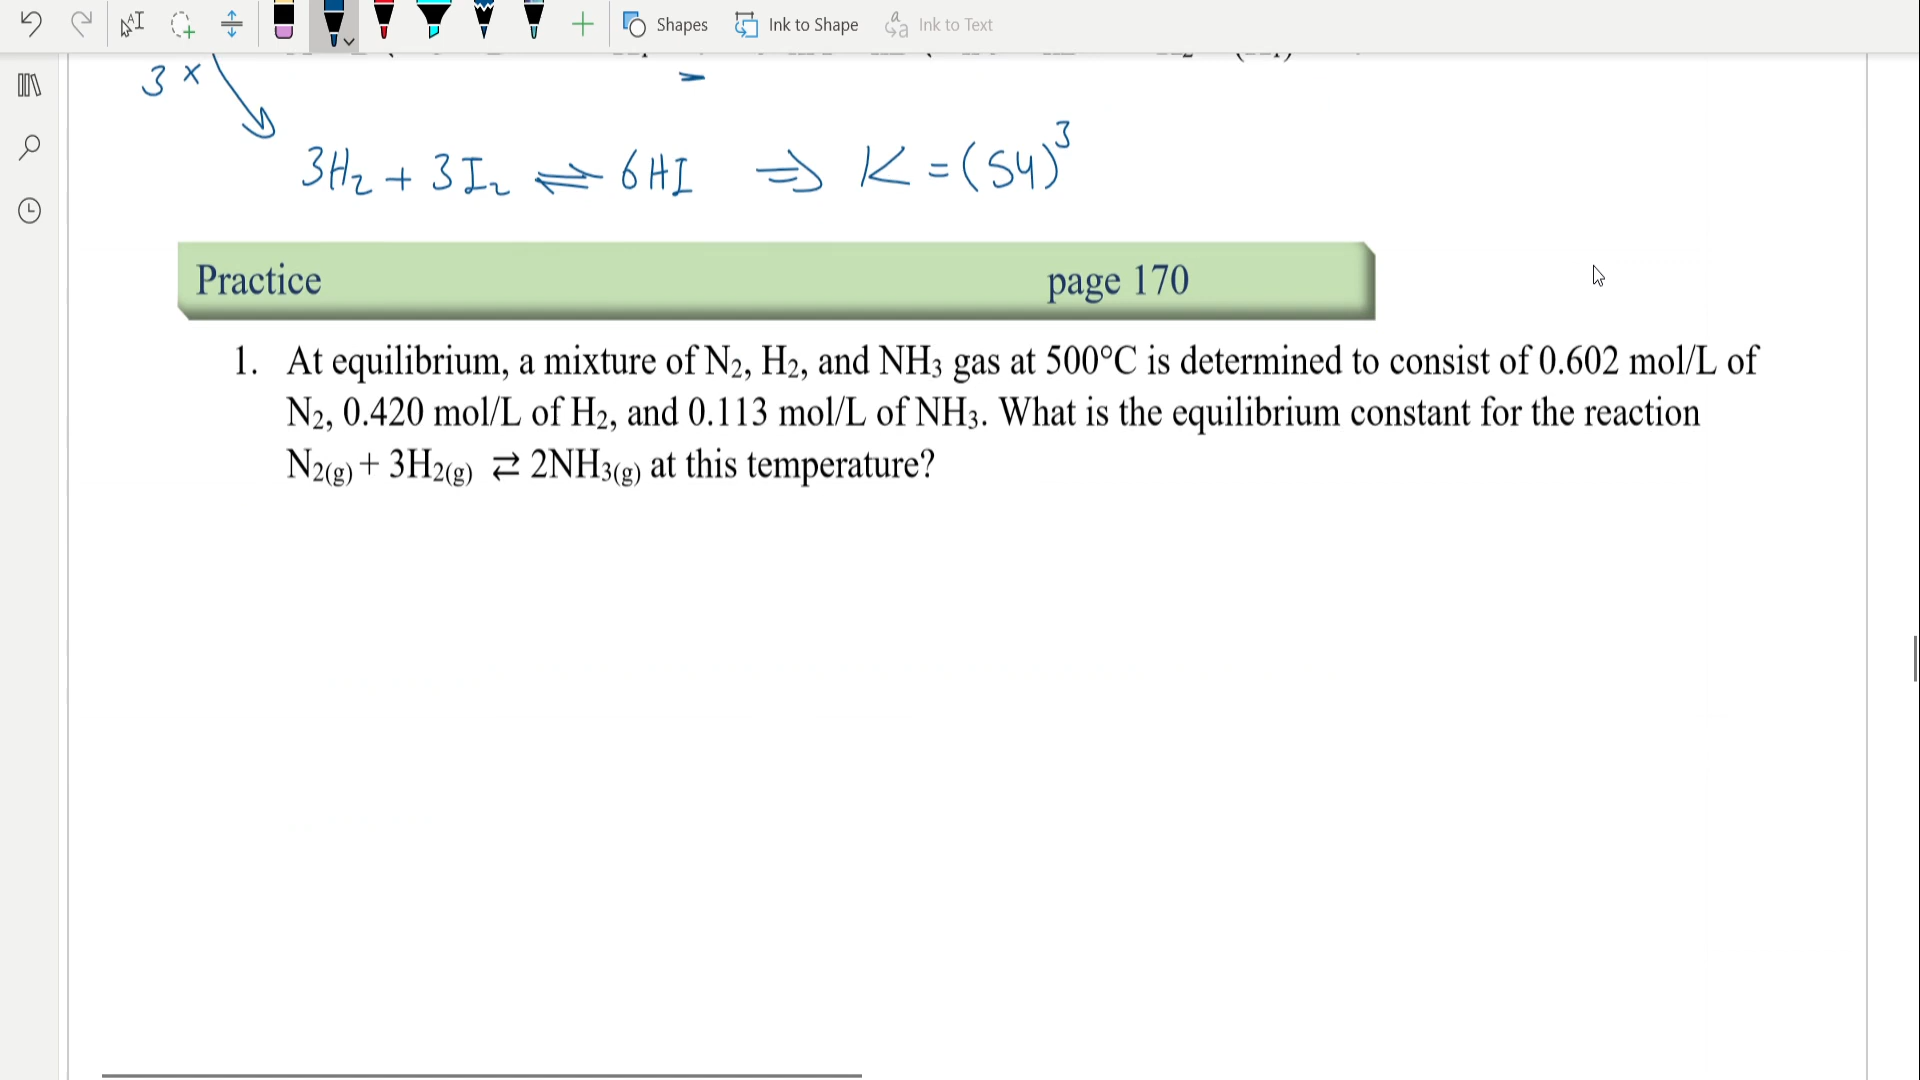 Shapes Ink to Shape Ink to Text
3 ×
3H₂ + 3I₂ ⇌ 6HI ⇒ K = (54)³
Practice page 170
1. At equilibrium, a mixture of N₂, H₂, and NH₃ gas at 500°C is determined to consist of 0.602 mol/L of
N₂, 0.420 mol/L of H₂, and 0.113 mol/L of NH₃. What is the equilibrium constant for the reaction
N₂(g) + 3H₂(g) ⇄ 2NH₃(g) at this temperature?